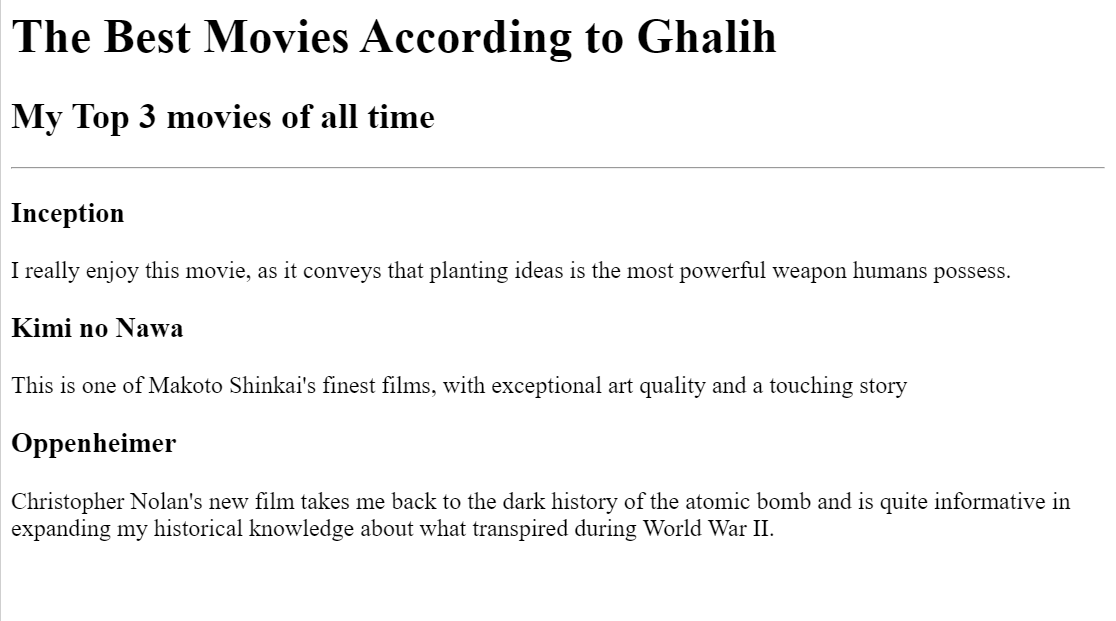 The Best Movies According to Ghalih
My Top 3 movies of all time
Inception
I really enjoy this movie, as it conveys that planting ideas is the most powerful weapon humans possess.
Kimi no Nawa
This is one of Makoto Shinkai's finest films, with exceptional art quality and a touching story
Oppenheimer
Christopher Nolan's new film takes me back to the dark history of the atomic bomb and is quite informative in
expanding my historical knowledge about what transpired during World War II.